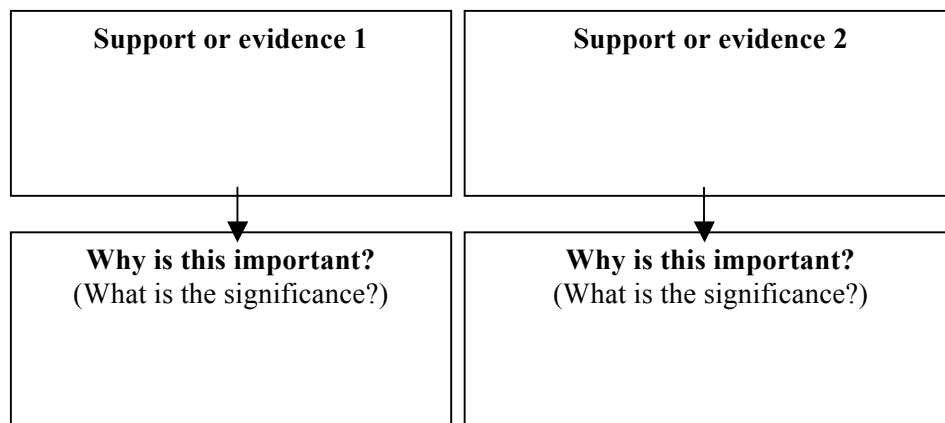 Support or evidence 1
Support or evidence 2
Why is this important?
(What is the significance?)
Why is this important?
(What is the significance?)